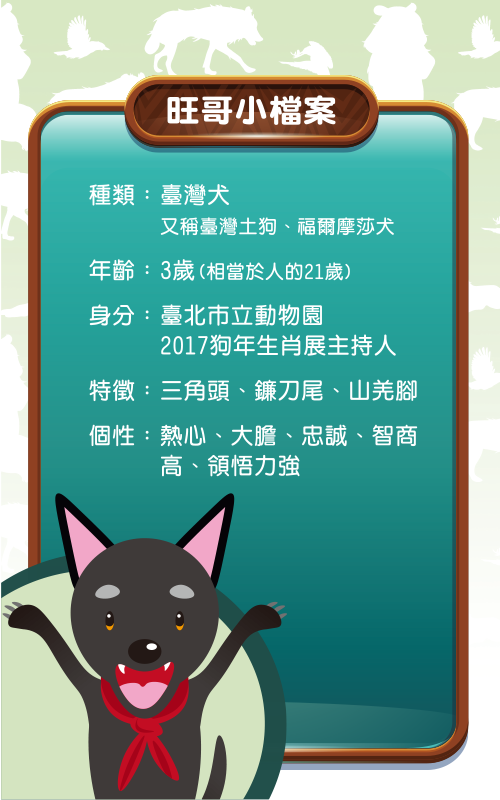 旺哥小檔案
種類：臺灣犬
又稱臺灣土狗、福爾摩莎犬
年齡：3歲(相當於人的21歲)
身分：臺北市立動物園
2017狗年生肖展主持人
特徵：三角頭、鐮刀尾、山羌腳
個性：熱心、大膽、忠誠、智商
高、領悟力強